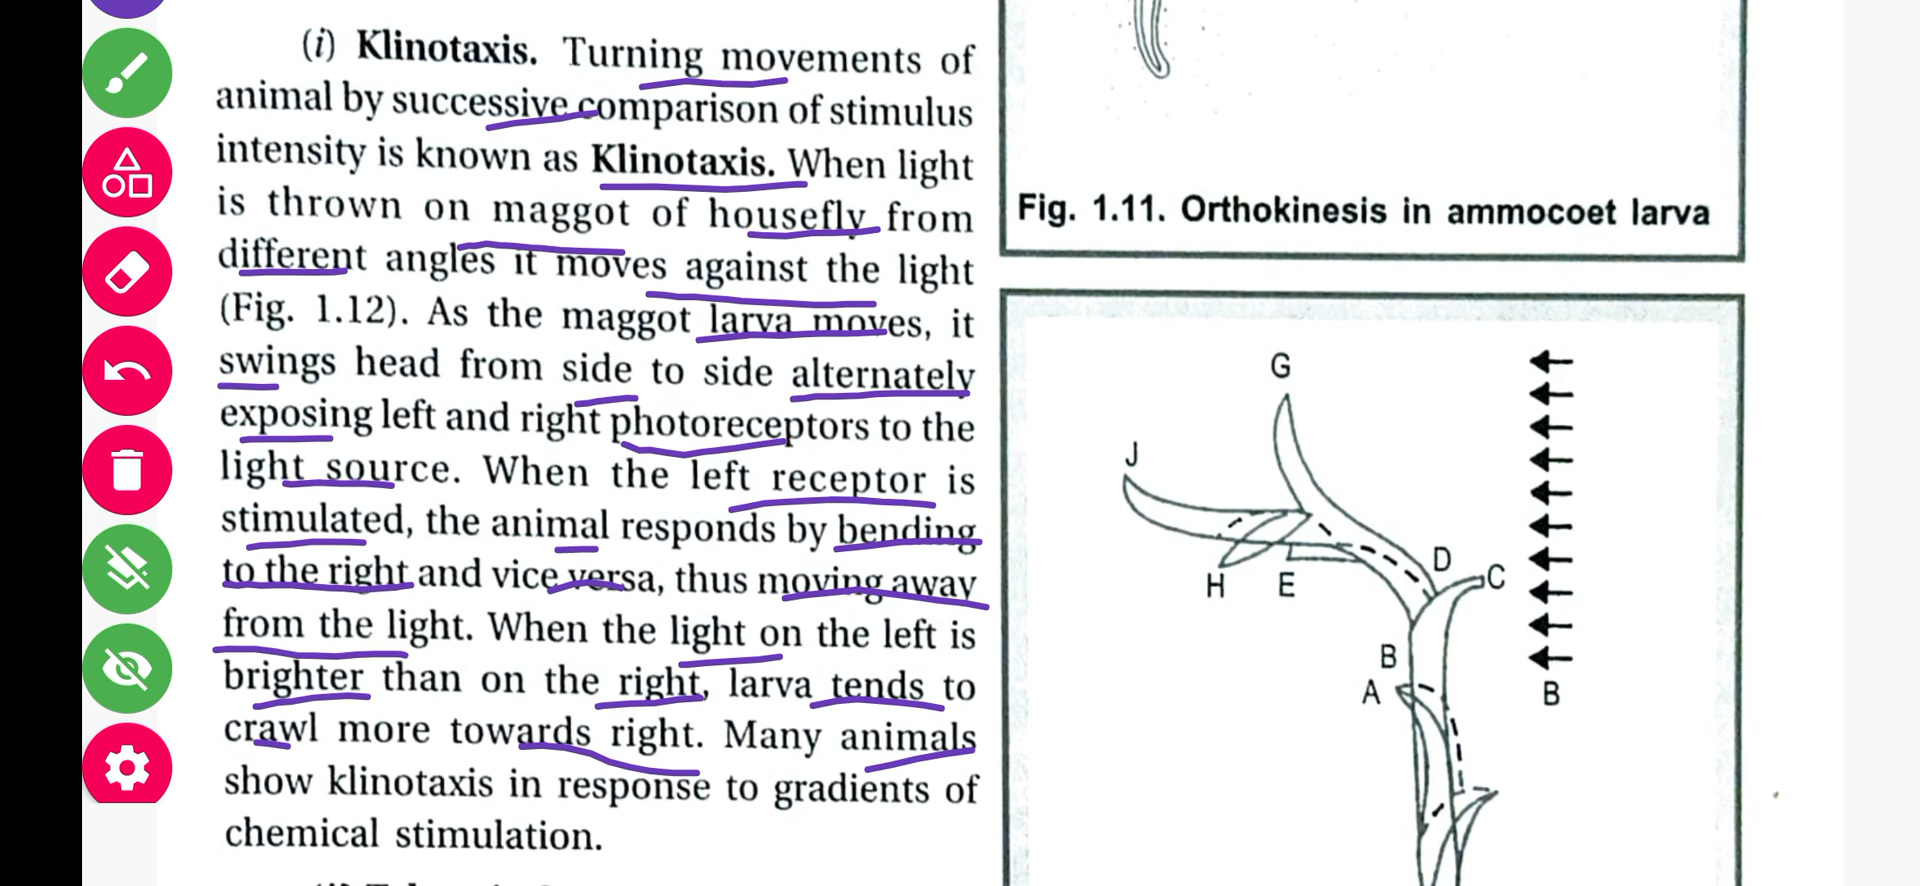 (i) Klinotaxis. Turning movements of
animal by successive comparison of stimulus
intensity is known as Klinotaxis. When light
is thrown on maggot of housefly from
different angles it moves against the light
(Fig. 1.12). As the maggot larva moves, it
swings head from side to side alternately
exposing left and right photoreceptors to the
light source. When the left receptor is
stimulated, the animal responds by bending
to the right and vice versa, thus moving away
from the light. When the light on the left is
brighter than on the right, larva tends to
crawl more towards right. Many animals
show klinotaxis in response to gradients of
chemical stimulation.
Fig. 1.11. Orthokinesis in ammocoet larva
G
J
D
C
H
E
B
A
B